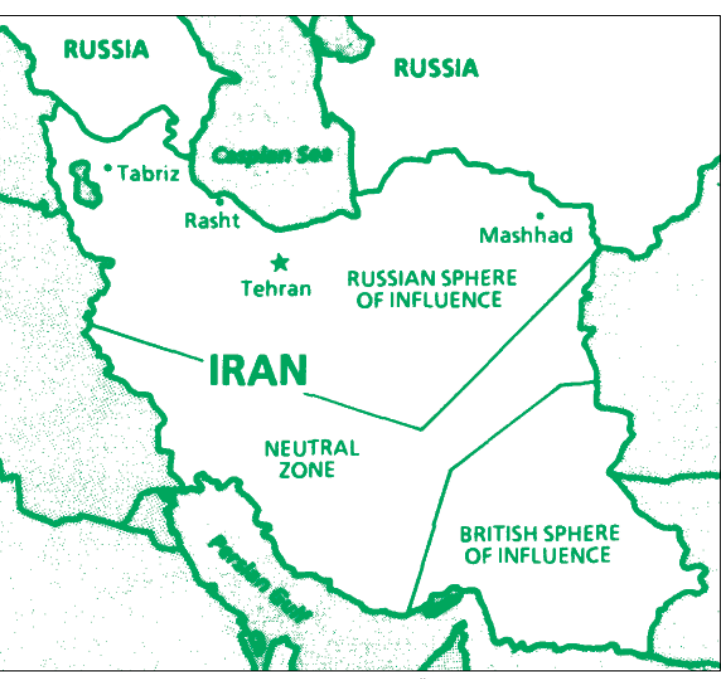 RUSSIA
RUSSIA
Caspian Sea
Tabriz
Rasht
Mashhad
Tehran
RUSSIAN SPHERE
OF INFLUENCE
IRAN
NEUTRAL
ZONE
BRITISH SPHERE
OF INFLUENCE
Persian Gulf